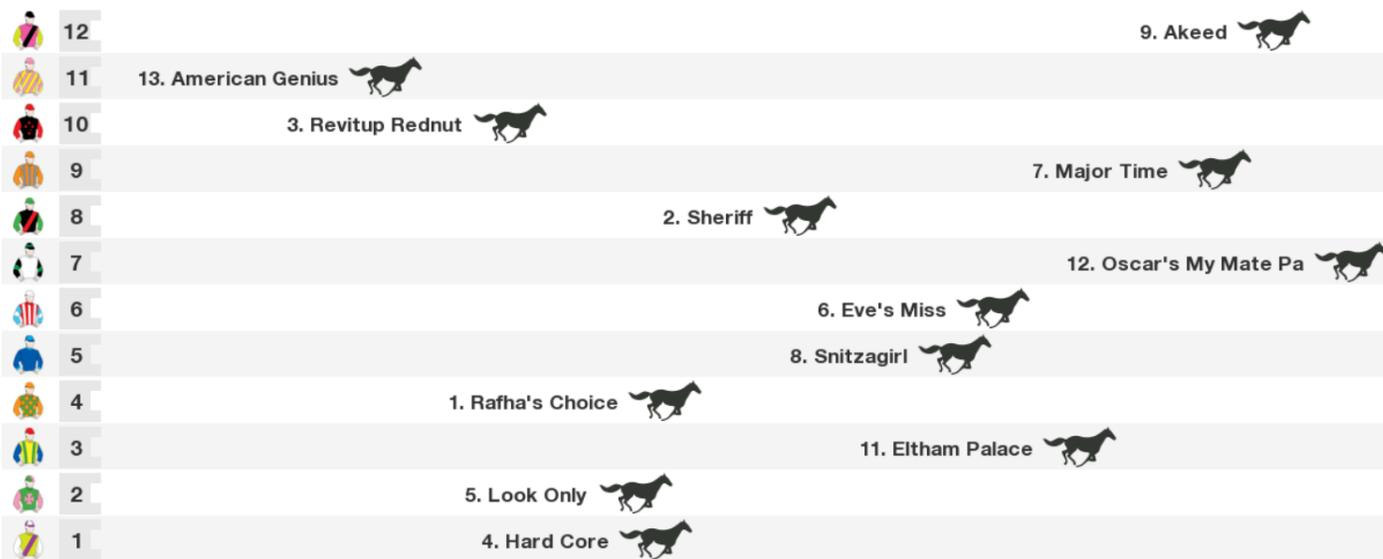 12 9. Akeed
11 13. American Genius
10 3. Revitup Rednut
9 7. Major Time
8 2. Sheriff
7 12. Oscar's My Mate Pa
6 6. Eve's Miss
5 8. Snitzagirl
4 1. Rafha's Choice
3 11. Eltham Palace
2 5. Look Only
1 4. Hard Core